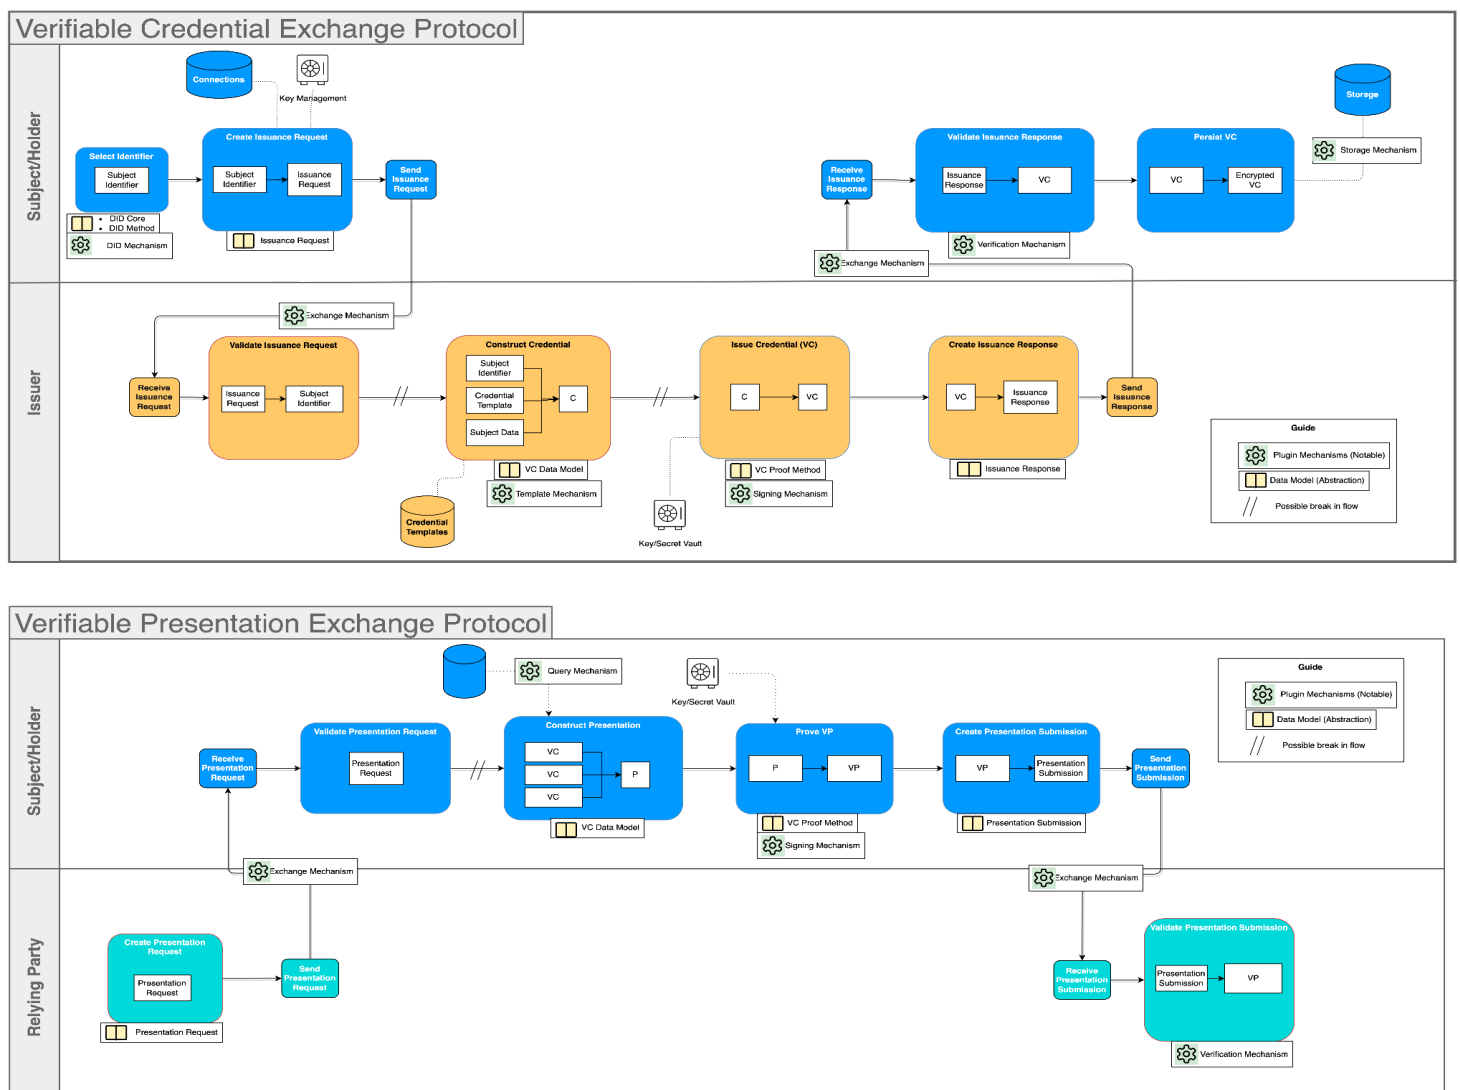 Verifiable Credential Exchange Protocol
Subject/Holder
Connections
Key Management
Select Identifier
Subject
Identifier
DID Core
DID Method
DID Mechanism
Create Issuance Request
Subject
Identifier
Issuance
Request
Issuance Request
Send
Issuance
Request
Receive
Issuance
Response
Validate Issuance Response
Issuance
Response
VC
Verification Mechanism
Persist VC
VC
Encrypted
VC
Storage
Storage Mechanism
Exchange Mechanism
Issuer
Exchange Mechanism
Receive
Issuance
Request
Validate Issuance Request
Issuance
Request
Subject
Identifier
Construct Credential
Subject
Identifier
Credential
Template
Subject Data
C
VC Data Model
Template Mechanism
Credential
Templates
Issue Credential (VC)
C
VC
VC Proof Method
Signing Mechanism
Key/Secret Vault
Create Issuance Response
VC
Issuance
Response
Issuance Response
Send
Issuance
Response
Guide
Plugin Mechanisms (Notable)
Data Model (Abstraction)
Possible break in flow
Verifiable Presentation Exchange Protocol
Subject/Holder
Query Mechanism
Key/Secret Vault
Receive
Presentation
Request
Validate Presentation Request
Presentation
Request
Construct Presentation
VC
VC
VC
P
VC Data Model
Prove VP
P
VP
VC Proof Method
Signing Mechanism
Create Presentation Submission
VP
Presentation
Submission
Presentation Submission
Send
Presentation
Submission
Guide
Plugin Mechanisms (Notable)
Data Model (Abstraction)
Possible break in flow
Exchange Mechanism
Exchange Mechanism
Relying Party
Create Presentation
Request
Presentation
Request
Presentation Request
Send
Presentation
Request
Receive
Presentation
Submission
Validate Presentation Submission
Presentation
Submission
VP
Verification Mechanism